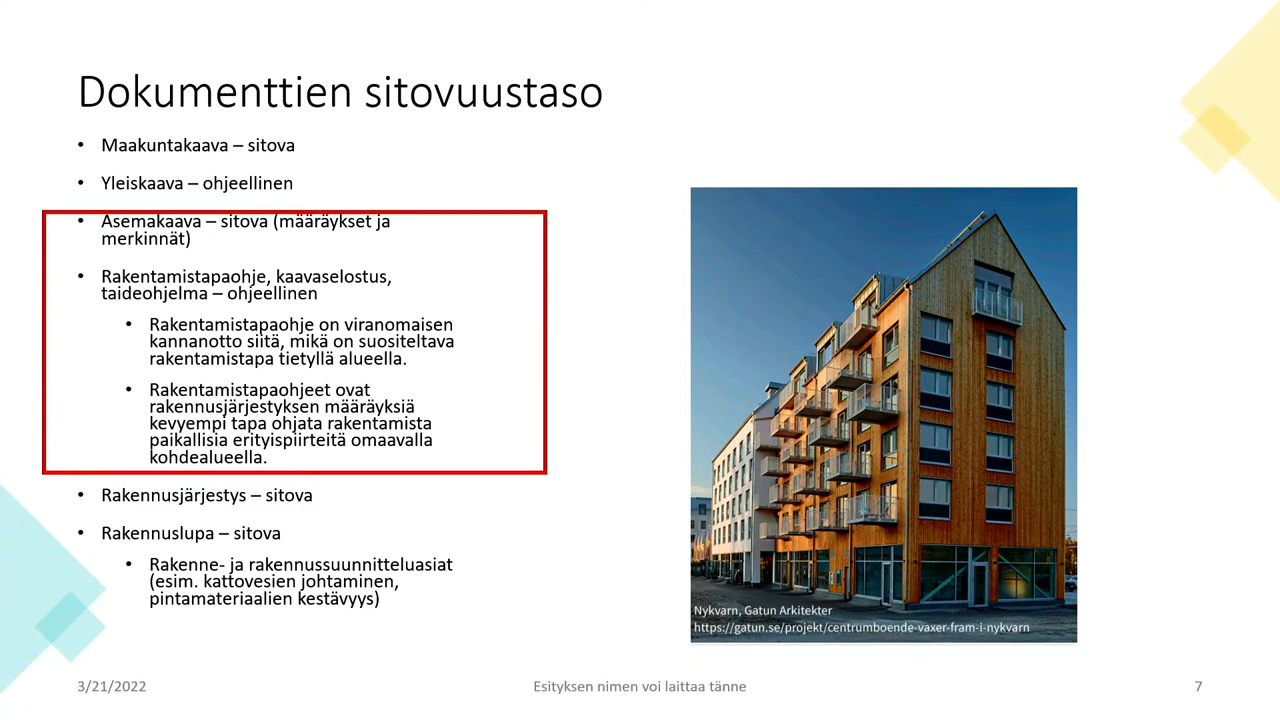 Dokumenttien sitovuustaso
• Maakuntakaava – sitova
• Yleiskaava – ohjeellinen
• Asemakaava – sitova (määräykset ja
merkinnät)
• Rakentamistapaohje, kaavaselostus,
taideohjelma – ohjeellinen
• Rakentamistapaohje on viranomaisen
kannanotto siitä, mikä on suositeltava
rakentamistapa tietyllä alueella.
• Rakentamistapaohjeet ovat
rakennusjärjestyksen määräyksiä
kevyempi tapa ohjata rakentamista
paikallisia erityispiirteitä omaavalla
kohdealueella.
• Rakennusjärjestys – sitova
• Rakennuslupa – sitova
• Rakenne- ja rakennussuunnitteluasiat
(esim. kattovesien johtaminen,
pintamateriaalien kestävyys)
Nykvarn, Gatun Arkitekter
https://gatun.se/projekt/centrumboende-vaxer-fram-i-nykvarn
3/21/2022
Esityksen nimen voi laittaa tänne
7